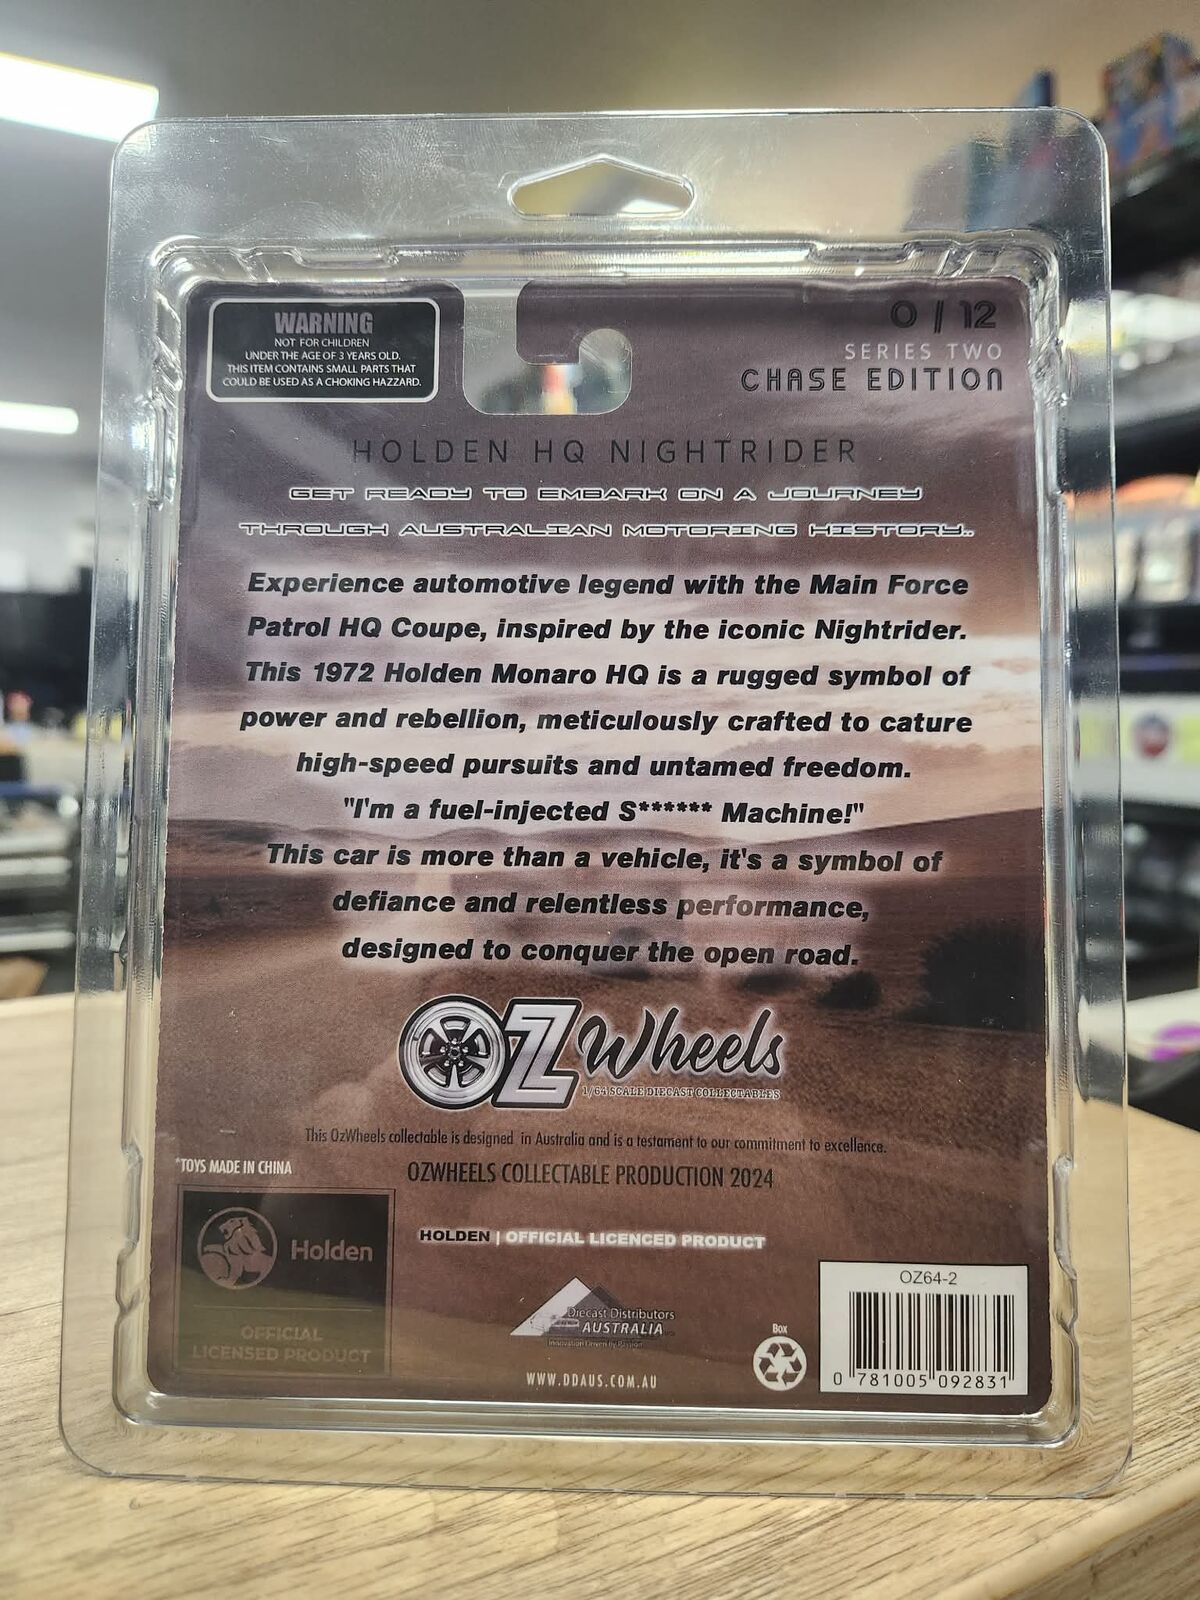 WARNING
NOT FOR CHILDREN
UNDER THE AGE OF 3 YEARS OLD.
THIS ITEM CONTAINS SMALL PARTS THAT
COULD BE USED AS A CHOKING HAZZARD.
0 / 12
SERIES TWO
CHASE EDITION
HOLDEN HQ NIGHTRIDER
GET READY TO EMBARK ON A JOURNEY
THROUGH AUSTRALIAN MOTORING HISTORY..
Experience automotive legend with the Main Force
Patrol HQ Coupe, inspired by the iconic Nightrider.
This 1972 Holden Monaro HQ is a rugged symbol of
power and rebellion, meticulously crafted to cature
high-speed pursuits and untamed freedom.
"I'm a fuel-injected S****** Machine!"
This car is more than a vehicle, it's a symbol of
defiance and relentless performance,
designed to conquer the open road.
OZ Wheels
1/64 SCALE DIECAST COLLECTABLES
This OzWheels collectable is designed in Australia and is a testament to our commitment to excellence.
*TOYS MADE IN CHINA
OZWHEELS COLLECTABLE PRODUCTION 2024
Holden
OFFICIAL
LICENSED PRODUCT
HOLDEN | OFFICIAL LICENCED PRODUCT
Diecast Distributors
AUSTRALIA
Innovation Driven by Passion
WWW.DDAUS.COM.AU
Box
OZ64-2
0 781005 092831